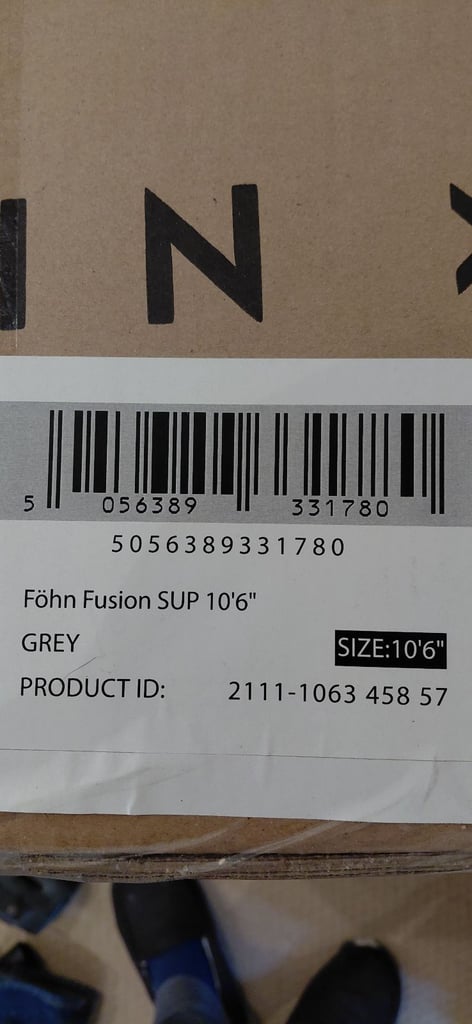 N
5 056389 331780
5056389331780
Föhn Fusion SUP 10'6"
GREY SIZE:10'6"
PRODUCT ID: 2111-1063 458 57